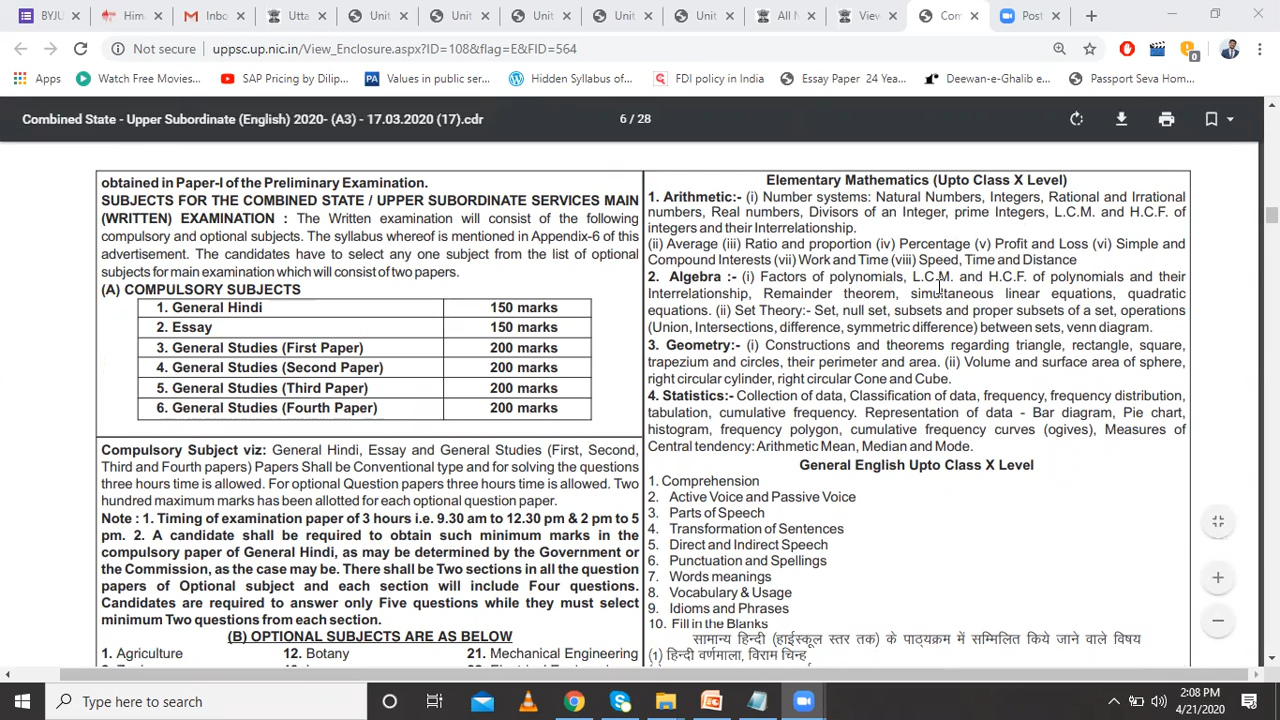 BYJU
Him
Inbo
Utta
Unit
Unit
Unit
Unit
Unit
All N
View
Com
Post
Not secure
uppsc.up.nic.in/View_Enclosure.aspx?ID=108&flag=E&FID=564
Apps
Watch Free Movies...
SAP Pricing by Dilip...
PA
Values in public ser...
Hidden Syllabus of...
FDI policy in India
Essay Paper 24 Year...
Deewan-e-Ghalib e...
Passport Seva Hom...
Combined State - Upper Subordinate (English) 2020- (A3) - 17.03.2020 (17).cdr
6 / 28
obtained in Paper-I of the Preliminary Examination.
SUBJECTS FOR THE COMBINED STATE / UPPER SUBORDINATE SERVICES MAIN
(WRITTEN) EXAMINATION : The Written examination will consist of the following
compulsory and optional subjects. The syllabus whereof is mentioned in Appendix-6 of this
advertisement. The candidates have to select any one subject from the list of optional
subjects for main examination which will consist of two papers.
(A) COMPULSORY SUBJECTS
1. General Hindi 150 marks
2. Essay 150 marks
3. General Studies (First Paper) 200 marks
4. General Studies (Second Paper) 200 marks
5. General Studies (Third Paper) 200 marks
6. General Studies (Fourth Paper) 200 marks
Compulsory Subject viz: General Hindi, Essay and General Studies (First, Second,
Third and Fourth papers) Papers Shall be Conventional type and for solving the questions
three hours time is allowed. For optional Question papers three hours time is allowed. Two
hundred maximum marks has been allotted for each optional question paper.
Note : 1. Timing of examination paper of 3 hours i.e. 9.30 am to 12.30 pm & 2 pm to 5
pm. 2. A candidate shall be required to obtain such minimum marks in the
compulsory paper of General Hindi, as may be determined by the Government or
the Commission, as the case may be. There shall be Two sections in all the question
papers of Optional subject and each section will include Four questions.
Candidates are required to answer only Five questions while they must select
minimum Two questions from each section.
(B) OPTIONAL SUBJECTS ARE AS BELOW
1. Agriculture 12. Botany 21. Mechanical Engineering
Elementary Mathematics (Upto Class X Level)
1. Arithmetic:- (i) Number systems: Natural Numbers, Integers, Rational and Irrational
numbers, Real numbers, Divisors of an Integer, prime Integers, L.C.M. and H.C.F. of
integers and their Interrelationship.
(ii) Average (iii) Ratio and proportion (iv) Percentage (v) Profit and Loss (vi) Simple and
Compound Interests (vii) Work and Time (viii) Speed, Time and Distance
2. Algebra :- (i) Factors of polynomials, L.C.M. and H.C.F. of polynomials and their
Interrelationship, Remainder theorem, simultaneous linear equations, quadratic
equations. (ii) Set Theory:- Set, null set, subsets and proper subsets of a set, operations
(Union, Intersections, difference, symmetric difference) between sets, venn diagram.
3. Geometry:- (i) Constructions and theorems regarding triangle, rectangle, square,
trapezium and circles, their perimeter and area. (ii) Volume and surface area of sphere,
right circular cylinder, right circular Cone and Cube.
4. Statistics:- Collection of data, Classification of data, frequency, frequency distribution,
tabulation, cumulative frequency. Representation of data - Bar diagram, Pie chart,
histogram, frequency polygon, cumulative frequency curves (ogives), Measures of
Central tendency: Arithmetic Mean, Median and Mode.
General English Upto Class X Level
1. Comprehension
2. Active Voice and Passive Voice
3. Parts of Speech
4. Transformation of Sentences
5. Direct and Indirect Speech
6. Punctuation and Spellings
7. Words meanings
8. Vocabulary & Usage
9. Idioms and Phrases
10. Fill in the Blanks
सामान्य हिन्दी (हाईस्कूल स्तर तक) के पाठ्यक्रम में सम्मिलित किये जाने वाले विषय
(1) हिन्दी वर्णमाला, विराम चिन्ह
Type here to search
2:08 PM
4/21/2020